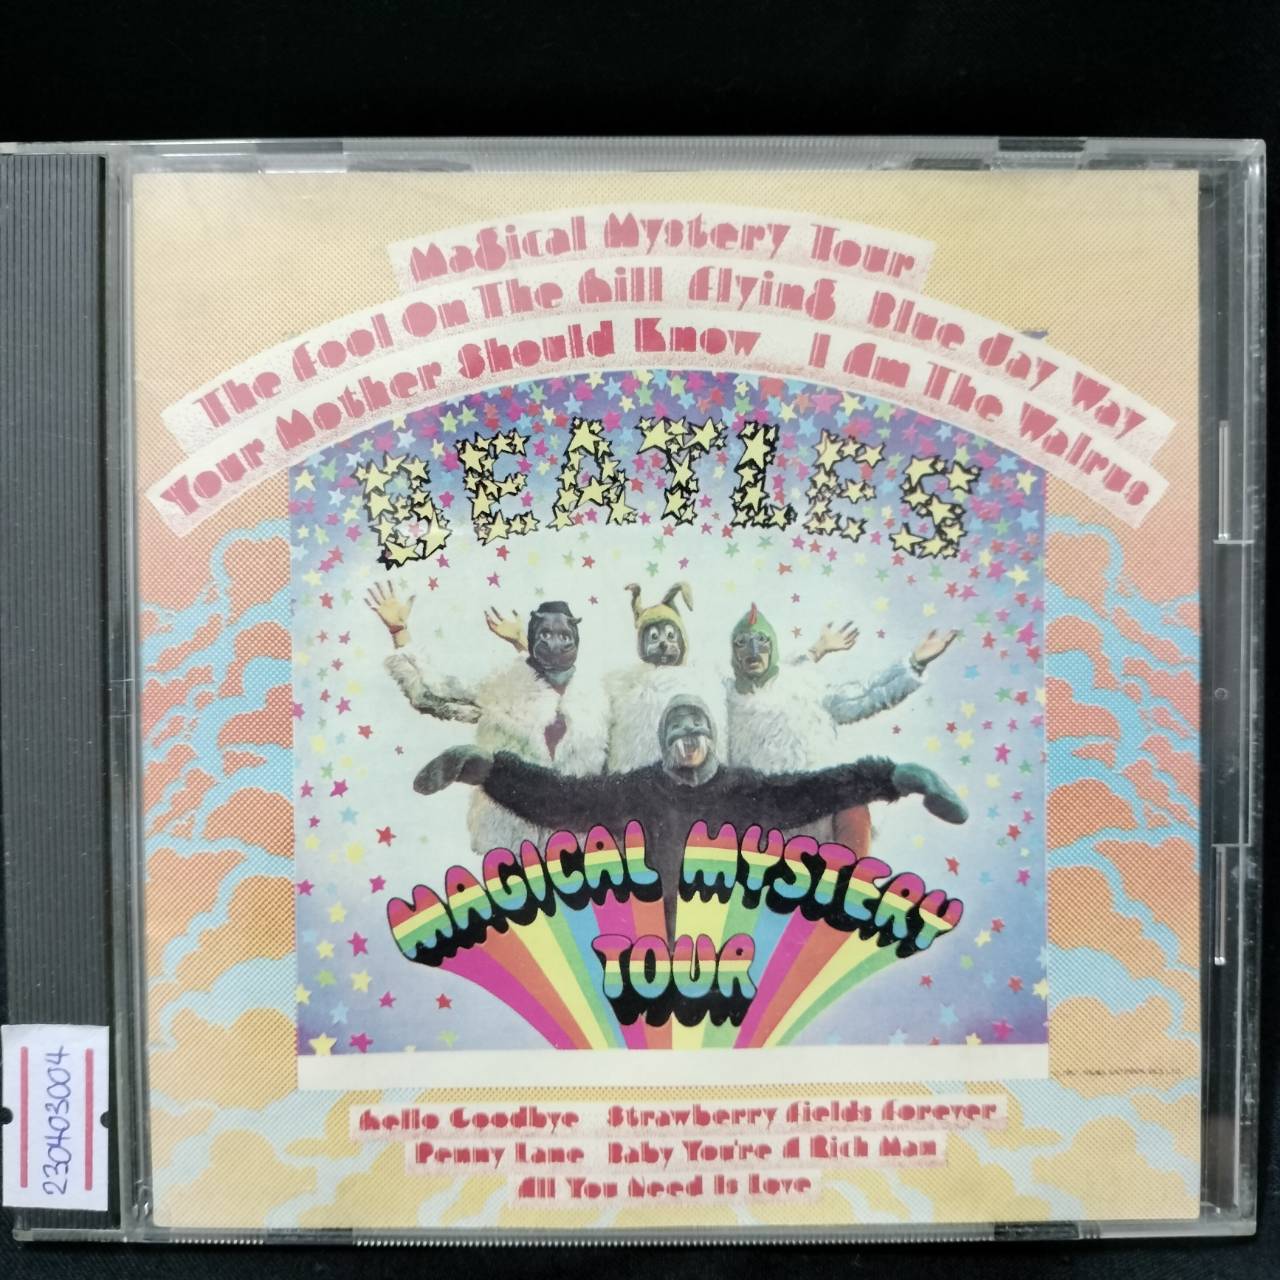 Magical Mystery Tour
The Fool On The Hill Flying Blue Jay Way
Your Mother Should Know I Am The Walrus
BEATLES
MAGICAL MYSTERY
TOUR
Hello Goodbye Strawberry Fields Forever
Penny Lane Baby You're A Rich Man
All You Need Is Love
230403004